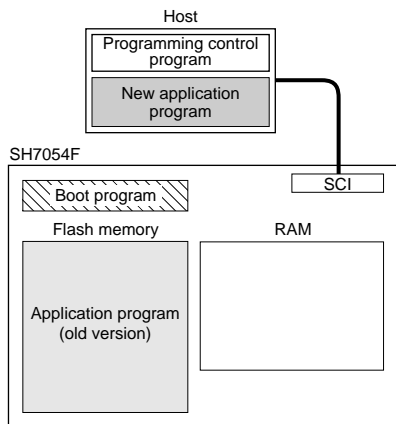 Host
Programming control
program
New application
program
SH7054F
SCI
Boot program
Flash memory
RAM
Application program
(old version)